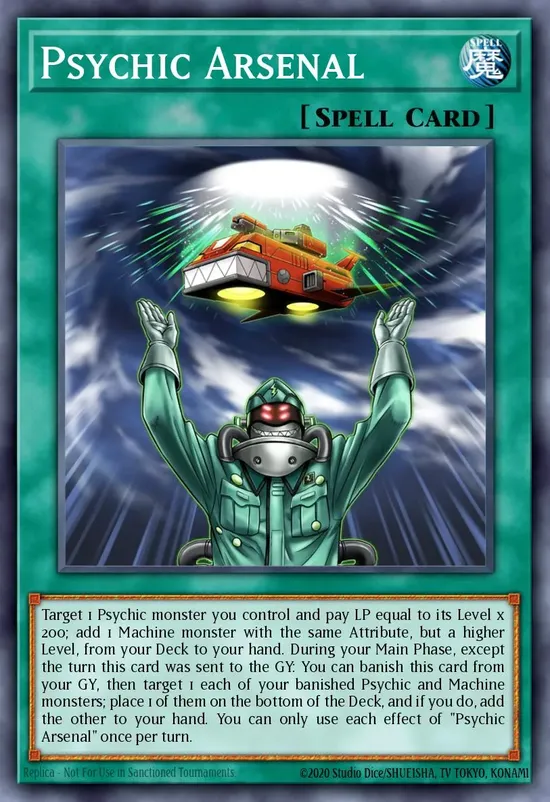 PSYCHIC ARSENAL
SPELL
魔
[ SPELL CARD ]
Target 1 Psychic monster you control and pay LP equal to its Level x
200; add 1 Machine monster with the same Attribute, but a higher
Level, from your Deck to your hand. During your Main Phase, except
the turn this card was sent to the GY: You can banish this card from
your GY, then target 1 each of your banished Psychic and Machine
monsters; place 1 of them on the bottom of the Deck, and if you do, add
the other to your hand. You can only use each effect of "Psychic
Arsenal" once per turn.
Replica - Not For Use in Sanctioned Tournaments. ©2020 Studio Dice/SHUEISHA, TV TOKYO, KONAMI